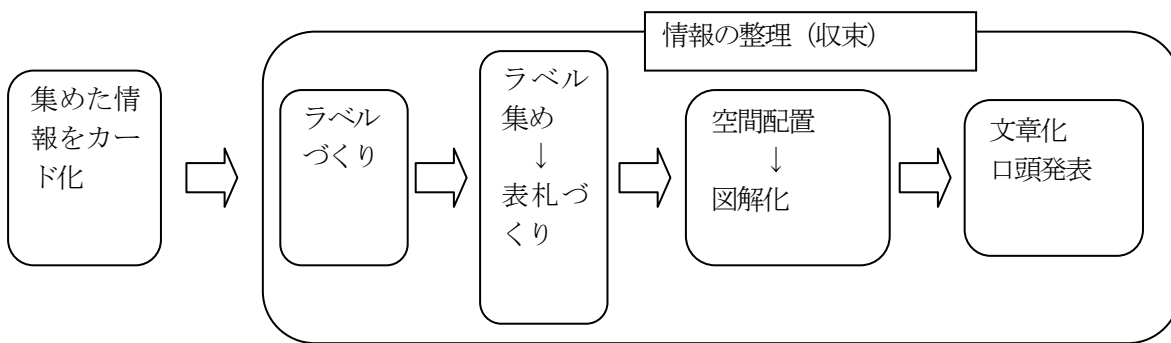 情報の整理（収束）
集めた情
報をカー
ド化
ラベル
づくり
ラベル
集め
↓
表札づ
くり
空間配置
↓
図解化
文章化
口頭発表